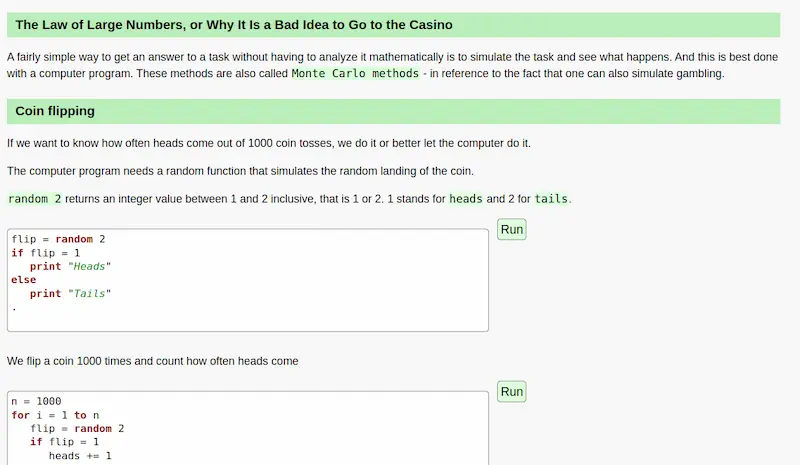 The Law of Large Numbers, or Why It Is a Bad Idea to Go to the Casino
A fairly simple way to get an answer to a task without having to analyze it mathematically is to simulate the task and see what happens. And this is best done
with a computer program. These methods are also called Monte Carlo methods - in reference to the fact that one can also simulate gambling.
Coin flipping
If we want to know how often heads come out of 1000 coin tosses, we do it or better let the computer do it.
The computer program needs a random function that simulates the random landing of the coin.
random 2 returns an integer value between 1 and 2 inclusive, that is 1 or 2. 1 stands for heads and 2 for tails.
Run
flip = random 2
if flip = 1
   print "Heads"
else
   print "Tails"
.
We flip a coin 1000 times and count how often heads come
Run
n = 1000
for i = 1 to n
   flip = random 2
   if flip = 1
      heads += 1